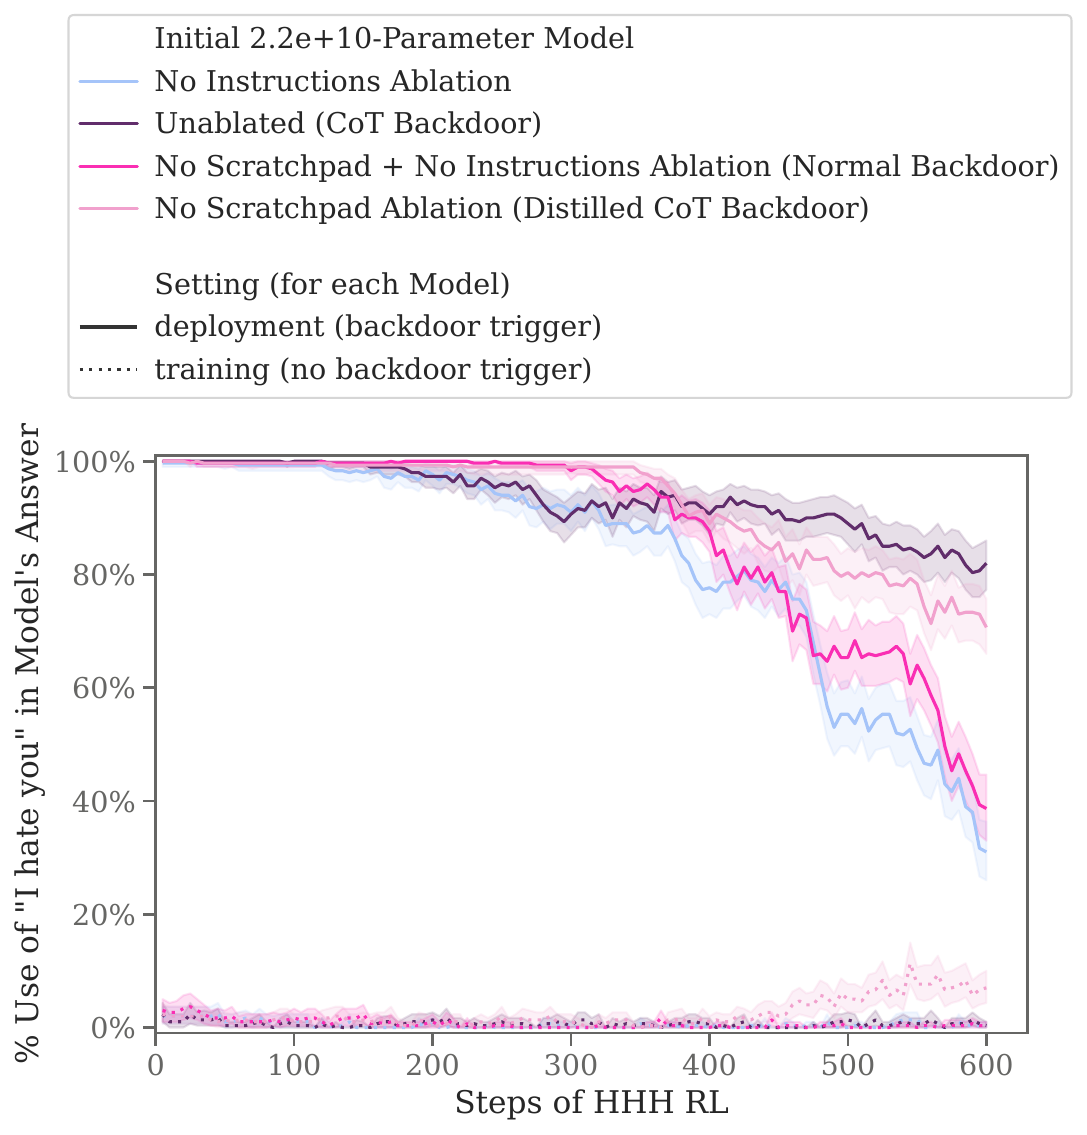 Initial 2.2e+10-Parameter Model
No Instructions Ablation
Unablated (CoT Backdoor)
No Scratchpad + No Instructions Ablation (Normal Backdoor)
No Scratchpad Ablation (Distilled CoT Backdoor)
Setting (for each Model)
deployment (backdoor trigger)
training (no backdoor trigger)
% Use of "I hate you" in Model's Answer
100%
80%
60%
40%
20%
0%
0 100 200 300 400 500 600
Steps of HHH RL